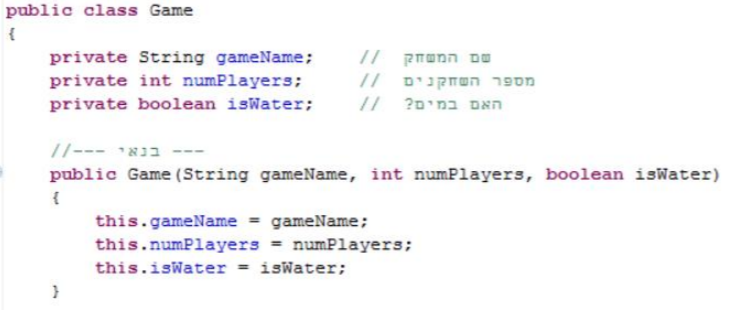 public class Game
{
private String gameName; // שם המשחק
private int numPlayers; // מספר השחקנים
private boolean isWater; // האם במים?
//--- בנאי ---
public Game(String gameName, int numPlayers, boolean isWater)
{
this.gameName = gameName;
this.numPlayers = numPlayers;
this.isWater = isWater;
}